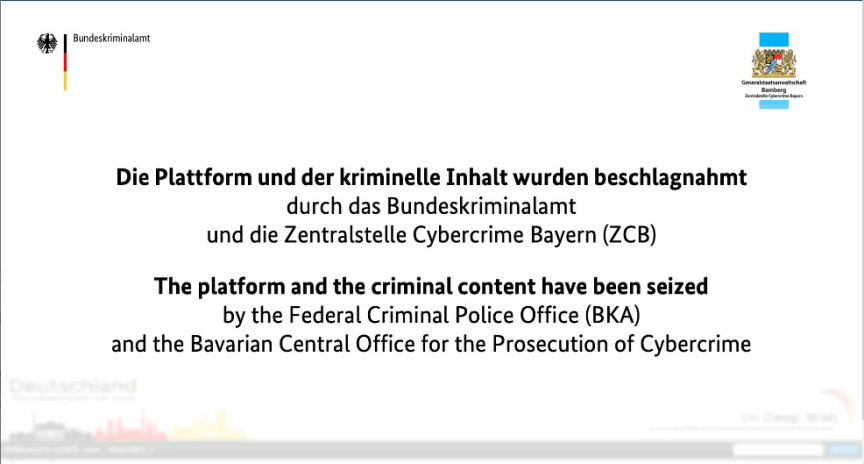 Bundeskriminalamt
Generalstaatsanwaltschaft
Bamberg
Zentralstelle Cybercrime Bayern
Die Plattform und der kriminelle Inhalt wurden beschlagnahmt
durch das Bundeskriminalamt
und die Zentralstelle Cybercrime Bayern (ZCB)
The platform and the criminal content have been seized
by the Federal Criminal Police Office (BKA)
and the Bavarian Central Office for the Prosecution of Cybercrime
Deutschland
Deep Web